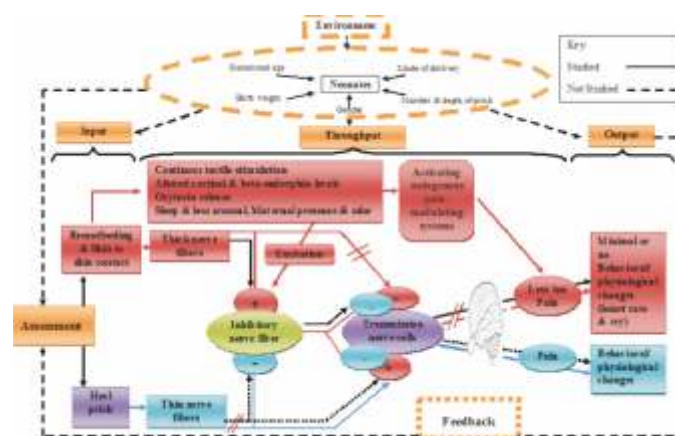 Environment
Key
Studied
Not Studied
Gestational age
Mode of delivery
Neonates
Birth weight
Gender
Number & depth of prick
Input
Throughput
Output
Continuous tactile stimulation
Altered cortisol & beta-endorphin levels
Oxytocin release
Sleep & less arousal, Maternal presence & odor
Activating
endogenous
pain
modulating
systems
Breastfeeding
& Skin to
skin contact
Thick nerve
fibers
Excitation
Minimal or
no
Behavioral/
physiological
changes
(heart rate
& cry)
Less/no
Pain
Inhibitory
nerve fiber
Transmission
nerve cells
Assessment
Pain
Behavioral/
physiological
changes
Heel
prick
Thin nerve
fibers
Feedback